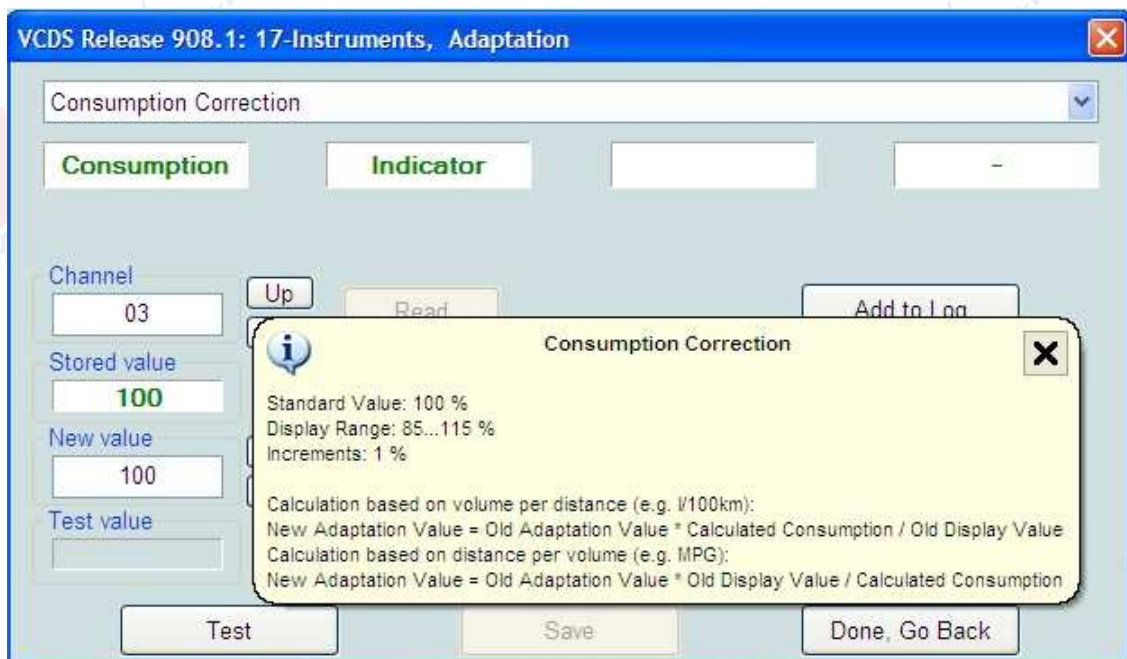 VCDS Release 908.1: 17-Instruments, Adaptation
Consumption Correction
Consumption Indicator -
Channel
03
Up
Read
Add to Log
Stored value
100
New value
100
Test value
Consumption Correction
Standard Value: 100 %
Display Range: 85...115 %
Increments: 1 %
Calculation based on volume per distance (e.g. l/100km):
New Adaptation Value = Old Adaptation Value * Calculated Consumption / Old Display Value
Calculation based on distance per volume (e.g. MPG):
New Adaptation Value = Old Adaptation Value * Old Display Value / Calculated Consumption
Test Save Done, Go Back